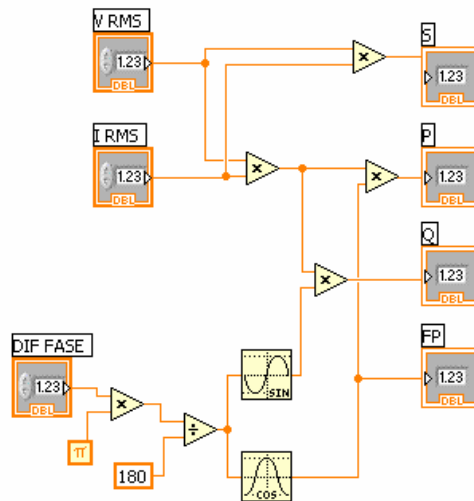 V RMS
1.23
DBL
I RMS
1.23
DBL
DIF FASE
1.23
DBL
π
180
×
÷
×
×
×
×
SIN
COS
S
1.23
DBL
P
1.23
DBL
Q
1.23
DBL
FP
1.23
DBL